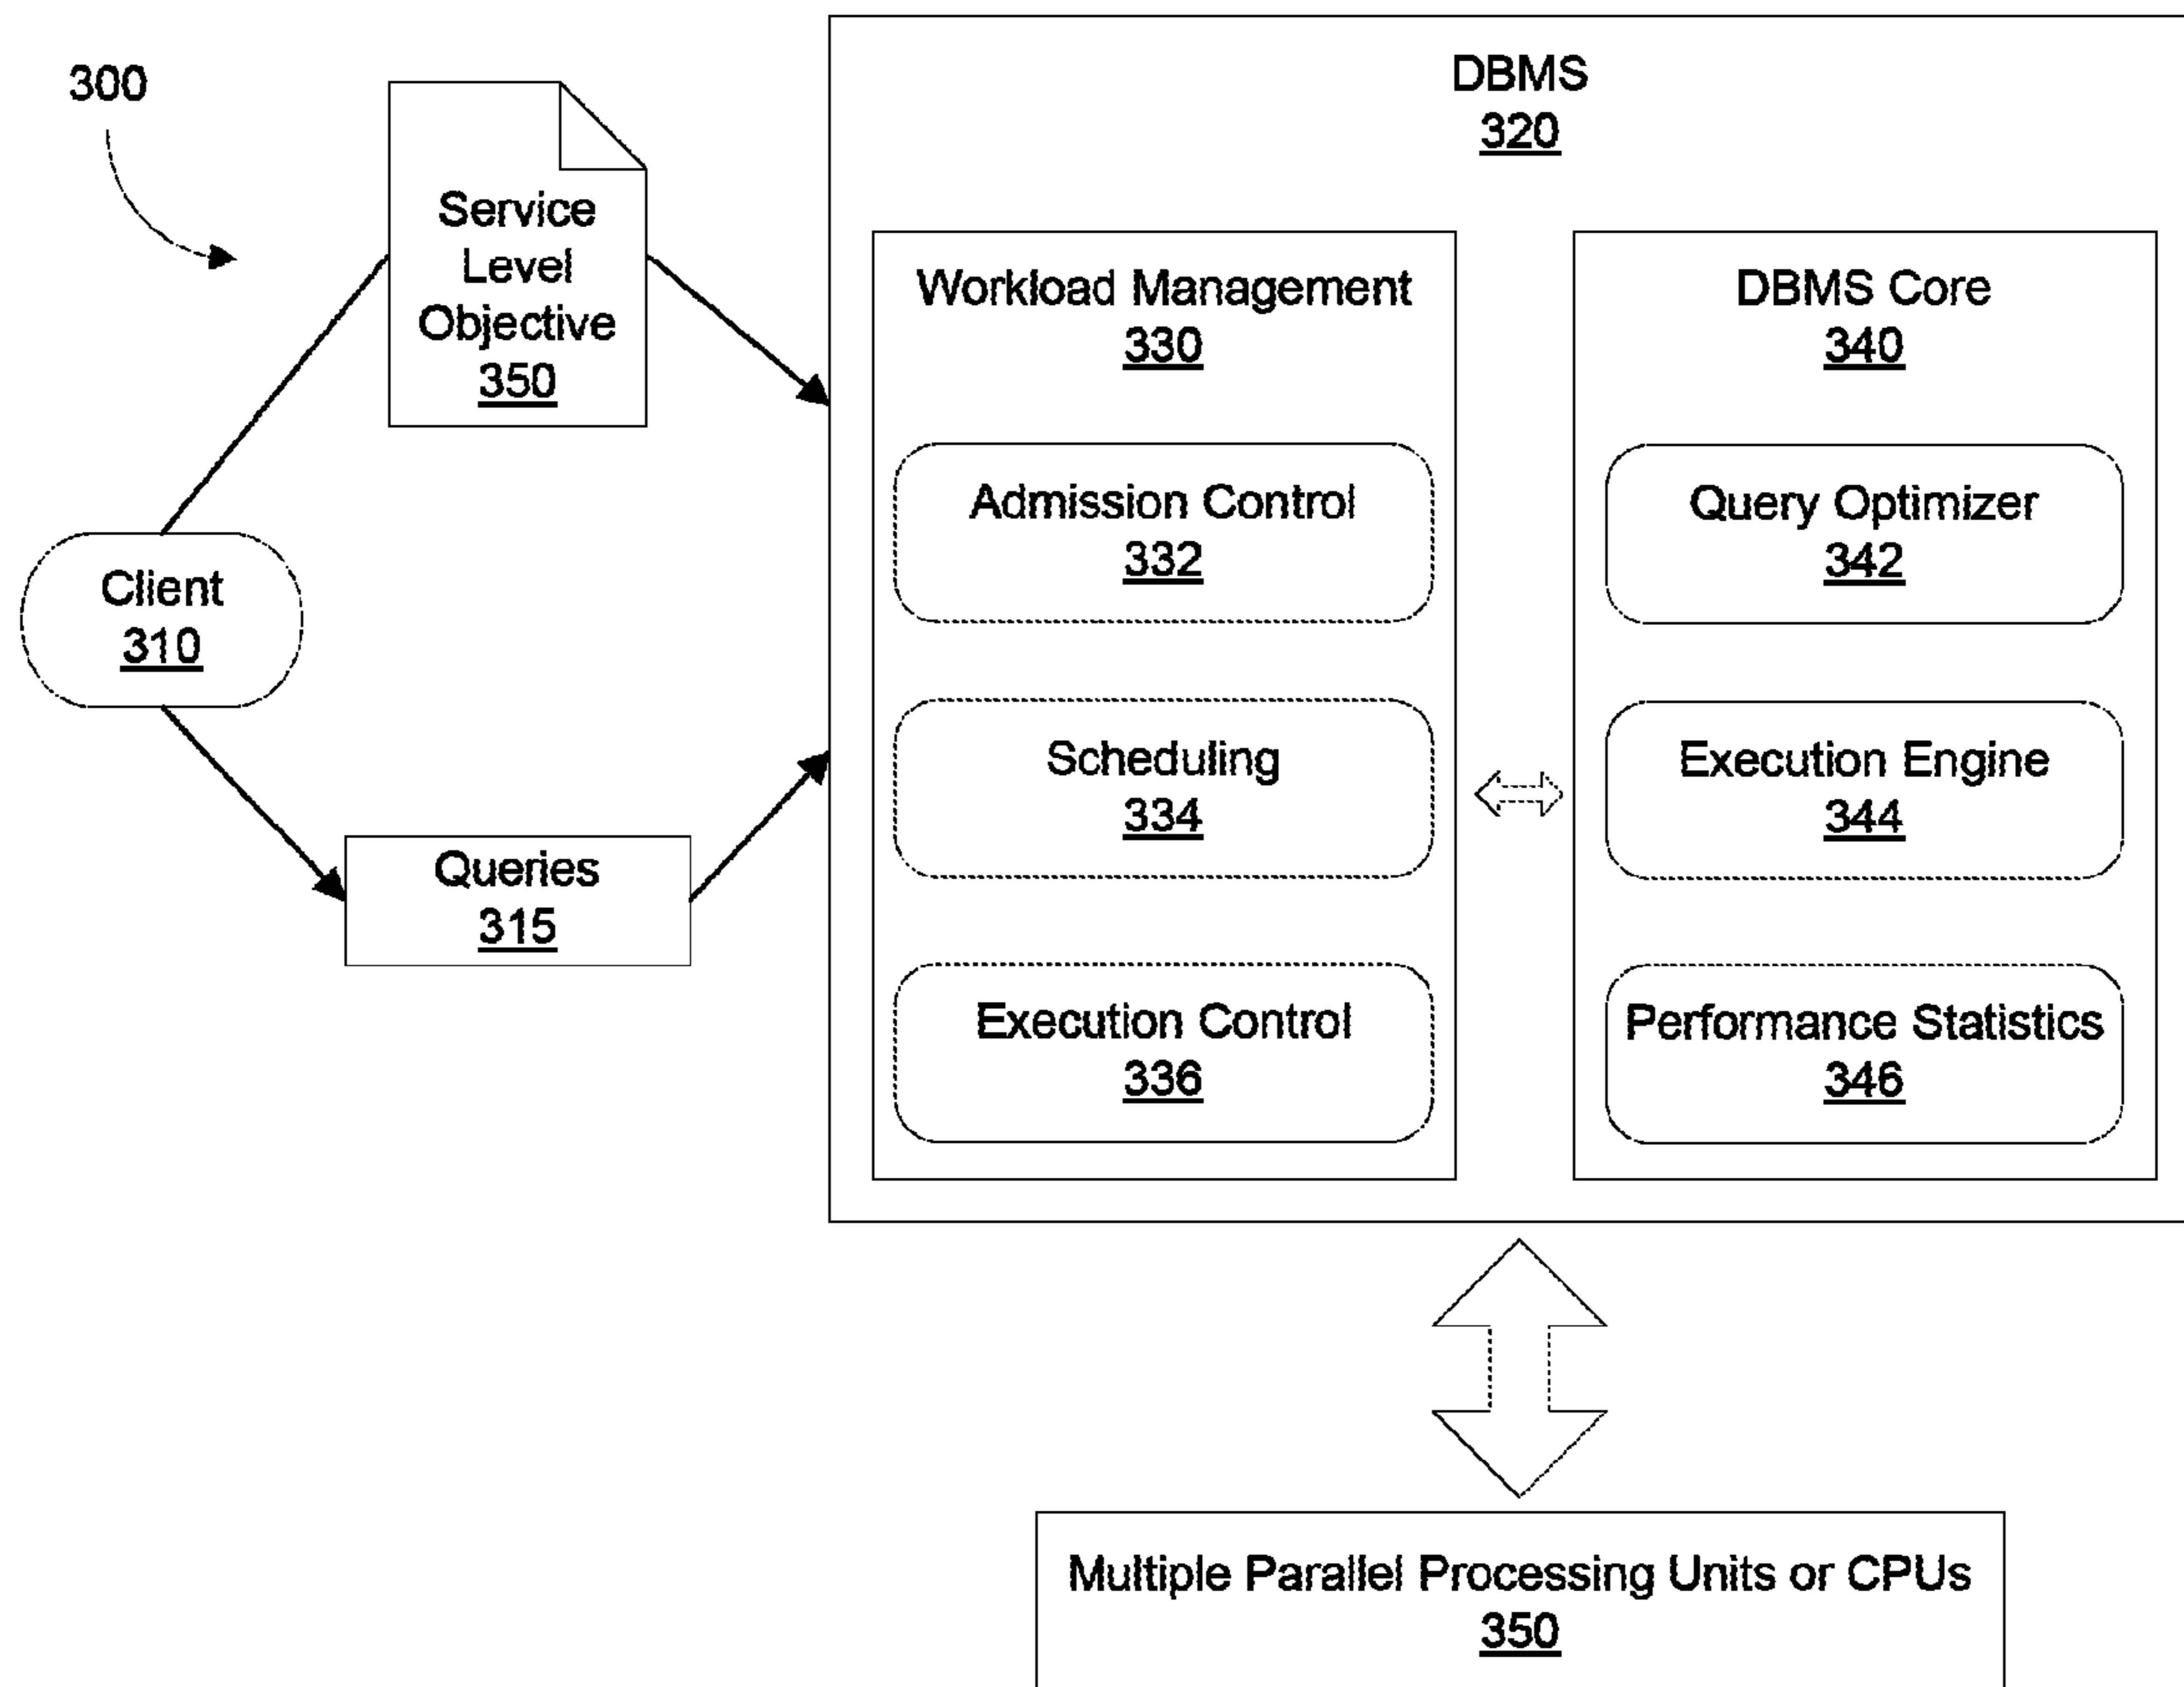 300
Service
Level
Objective
350
Client
310
Queries
315
DBMS
320
Workload Management
330
Admission Control
332
Scheduling
334
Execution Control
336
DBMS Core
340
Query Optimizer
342
Execution Engine
344
Performance Statistics
346
Multiple Parallel Processing Units or CPUs
350